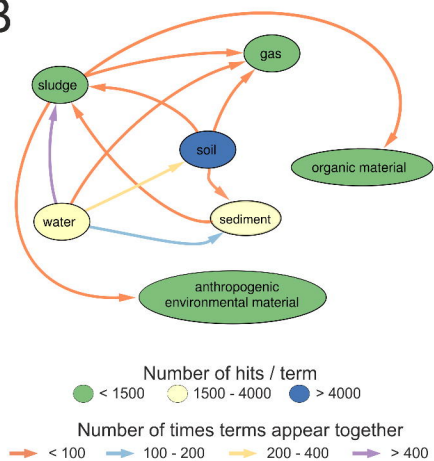 B
gas
sludge
soil
organic material
water
sediment
anthropogenic
environmental material
Number of hits / term
< 1500
1500 - 4000
> 4000
Number of times terms appear together
< 100
100 - 200
200 - 400
> 400